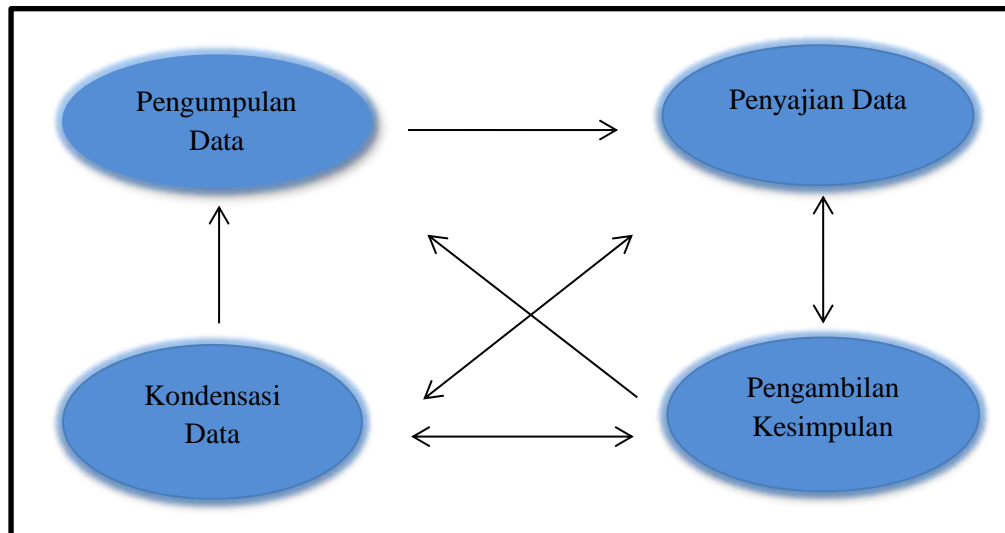 Pengumpulan
Data
Penyajian Data
Kondensasi
Data
Pengambilan
Kesimpulan